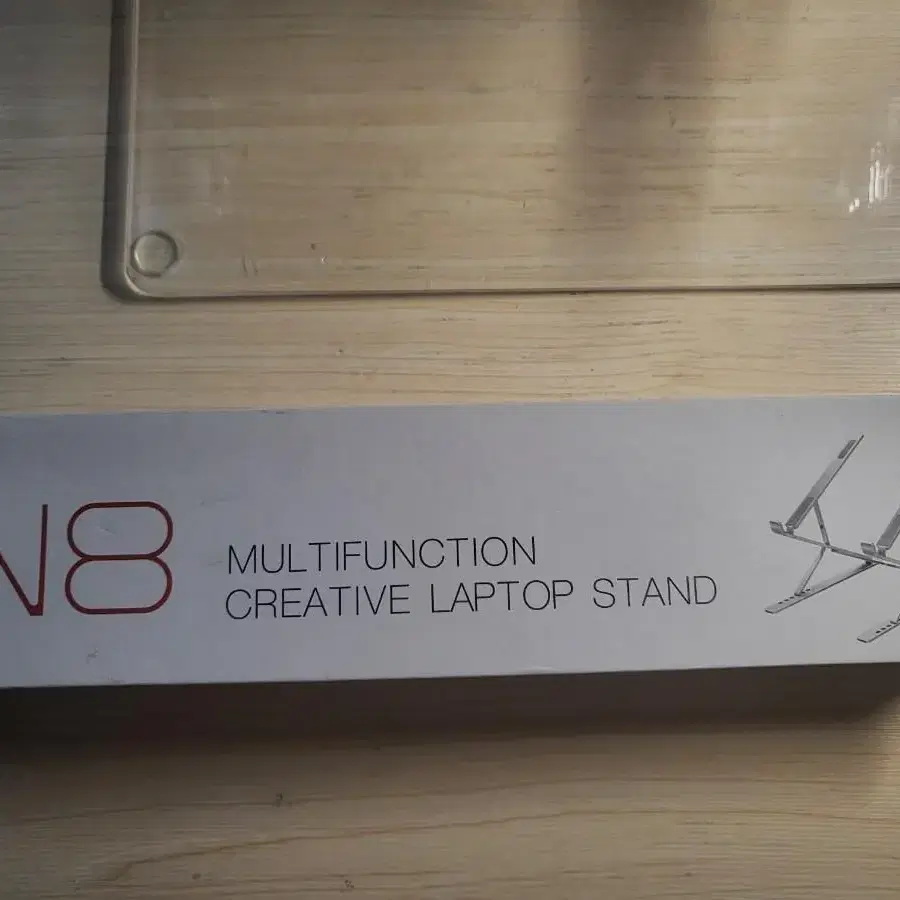 N8
MULTIFUNCTION
CREATIVE LAPTOP STAND